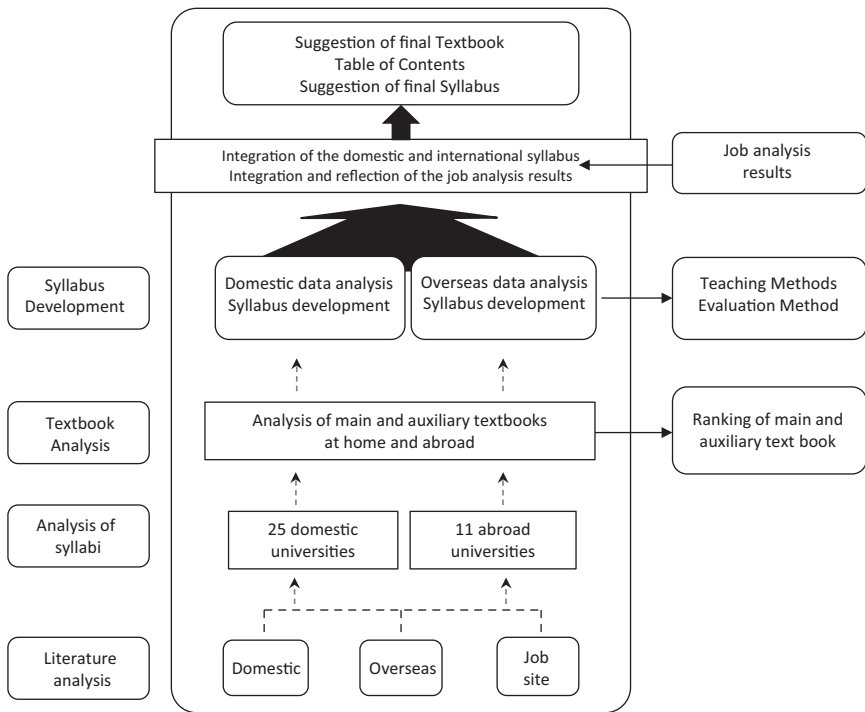 Suggestion of final Textbook
Table of Contents
Suggestion of final Syllabus
Integration of the domestic and international syllabus
Integration and reflection of the job analysis results
Job analysis
results
Syllabus
Development
Domestic data analysis
Syllabus development
Overseas data analysis
Syllabus development
Teaching Methods
Evaluation Method
Textbook
Analysis
Analysis of main and auxiliary textbooks
at home and abroad
Ranking of main and
auxiliary text book
Analysis of
syllabi
25 domestic
universities
11 abroad
universities
Literature
analysis
Domestic
Overseas
Job
site